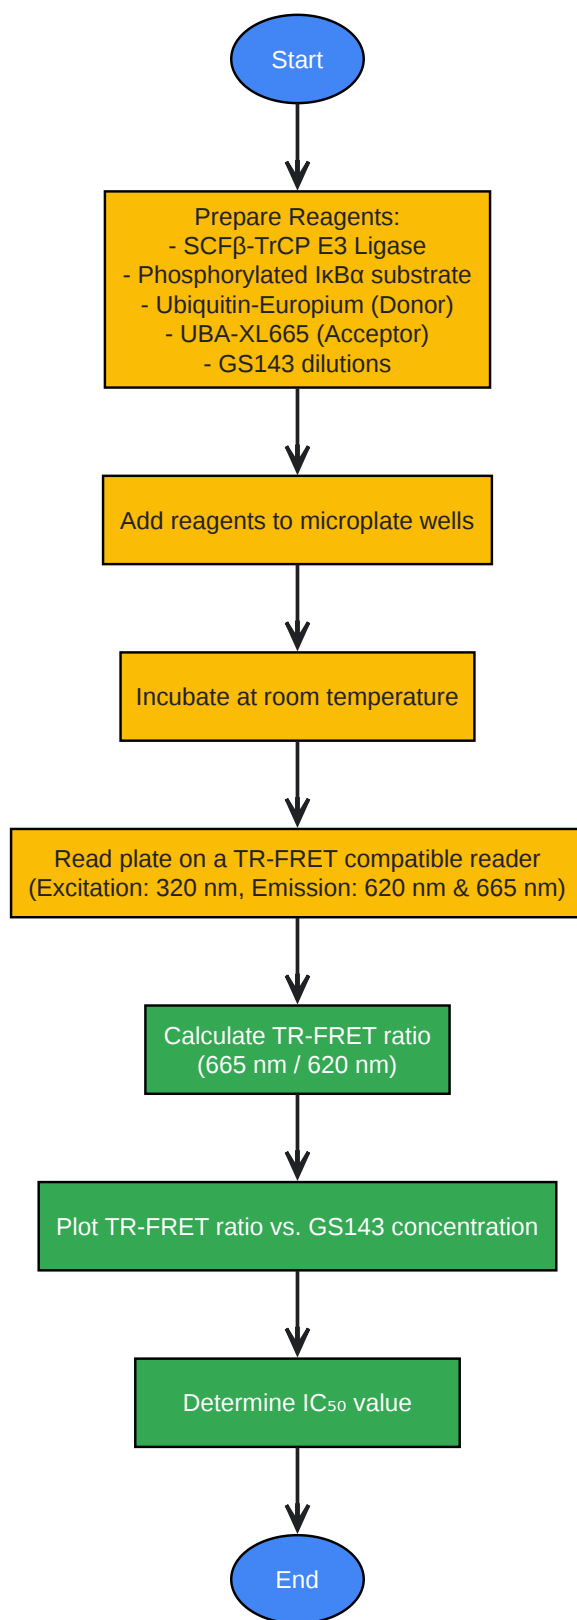 Start
Prepare Reagents:
- SCFβ-TrCP E3 Ligase
- Phosphorylated IκBα substrate
- Ubiquitin-Europium (Donor)
- UBA-XL665 (Acceptor)
- GS143 dilutions
Add reagents to microplate wells
Incubate at room temperature
Read plate on a TR-FRET compatible reader
(Excitation: 320 nm, Emission: 620 nm & 665 nm)
Calculate TR-FRET ratio
(665 nm / 620 nm)
Plot TR-FRET ratio vs. GS143 concentration
Determine IC₅₀ value
End